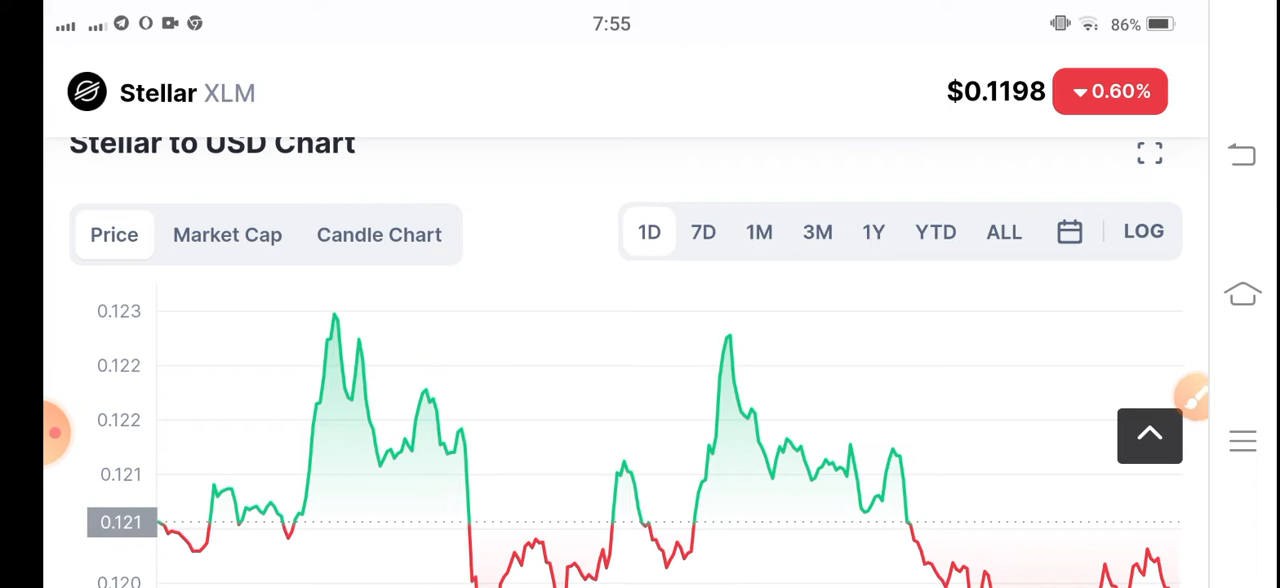 7:55
86%
Stellar XLM
$0.1198
0.60%
Stellar to USD Chart
Price Market Cap Candle Chart
1D 7D 1M 3M 1Y YTD ALL LOG
0.123
0.122
0.122
0.121
0.121
0.120